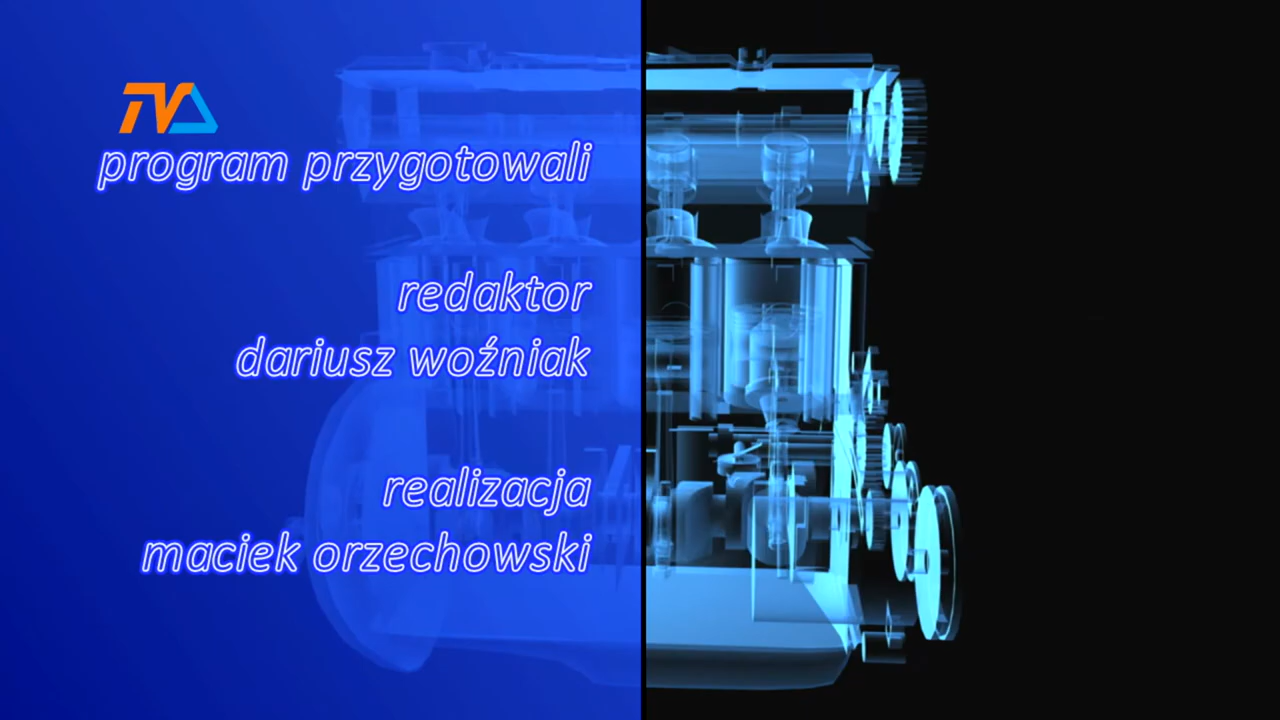 TVA
program przygotowali
redaktor
dariusz woźniak
realizacja
maciek orzechowski